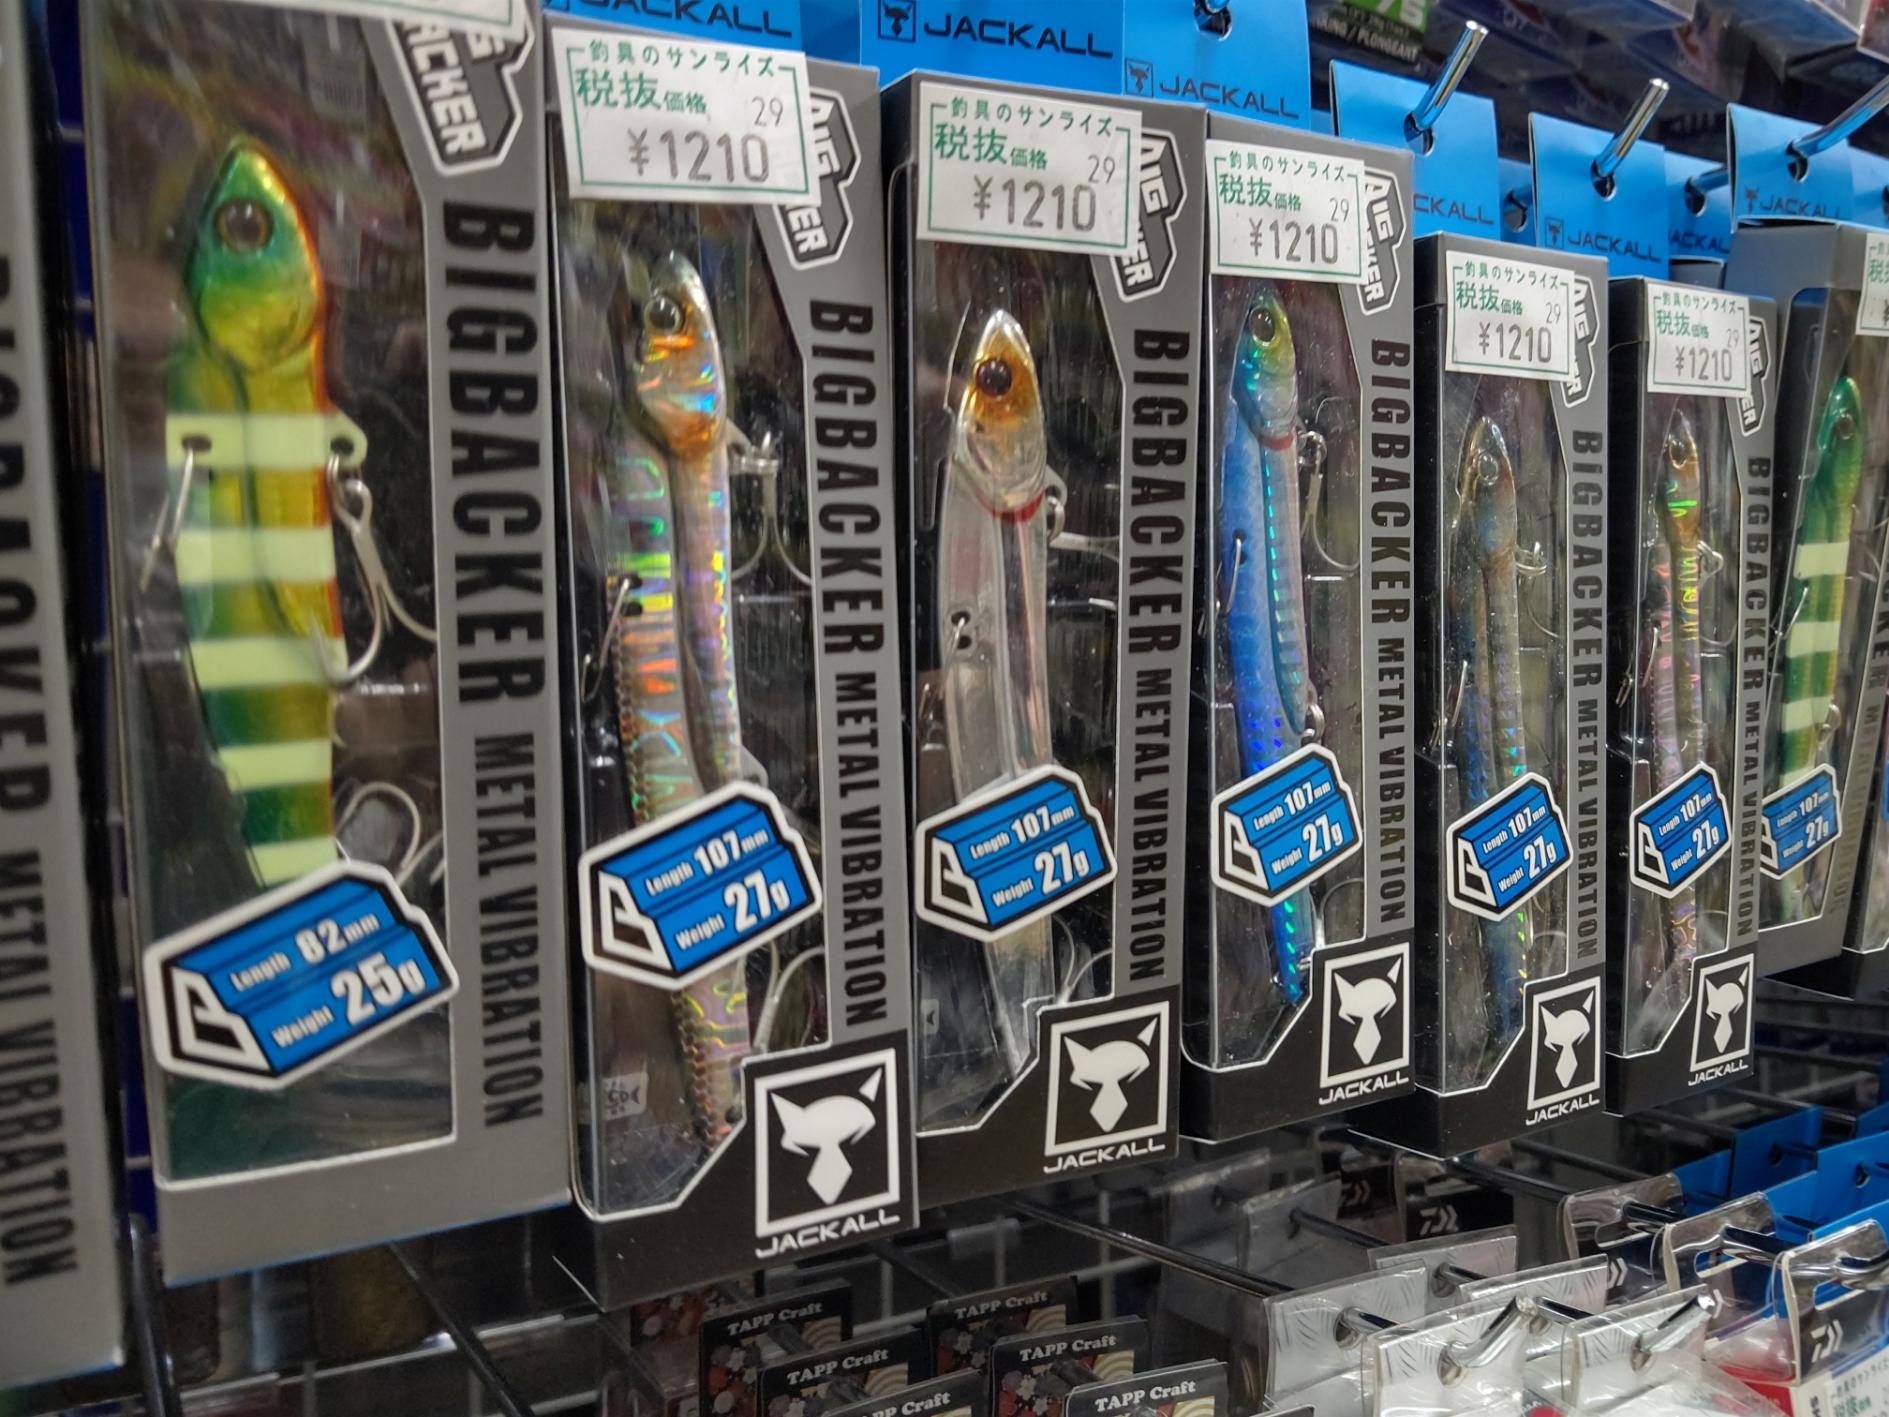 JACKALL
JACKALL
JACKALL
JACKALL
JACKALL
BIGBACKER METAL VIBRATION
Length 82mm
Weight 25g
釣具のサンライズ
税抜価格 29
¥1210
BIGBACKER METAL VIBRATION
Length 107mm
Weight 27g
JACKALL
釣具のサンライズ
税抜価格 29
¥1210
BIGBACKER METAL VIBRATION
Length 107mm
Weight 27g
JACKALL
釣具のサンライズ
税抜価格 29
¥1210
BIGBACKER METAL VIBRATION
Length 107mm
Weight 27g
JACKALL
釣具のサンライズ
税抜価格 29
¥1210
BIGBACKER METAL VIBRATION
Length 107mm
Weight 27g
JACKALL
釣具のサンライズ
税抜価格 29
¥1210
BIGBACKER METAL VIBRATION
Length 107mm
Weight 27g
JACKALL
Length 107mm
Weight 27g
TAPP Craft
TAPP Craft
TAPP Craft
TAPP Craft
TAPP Craft